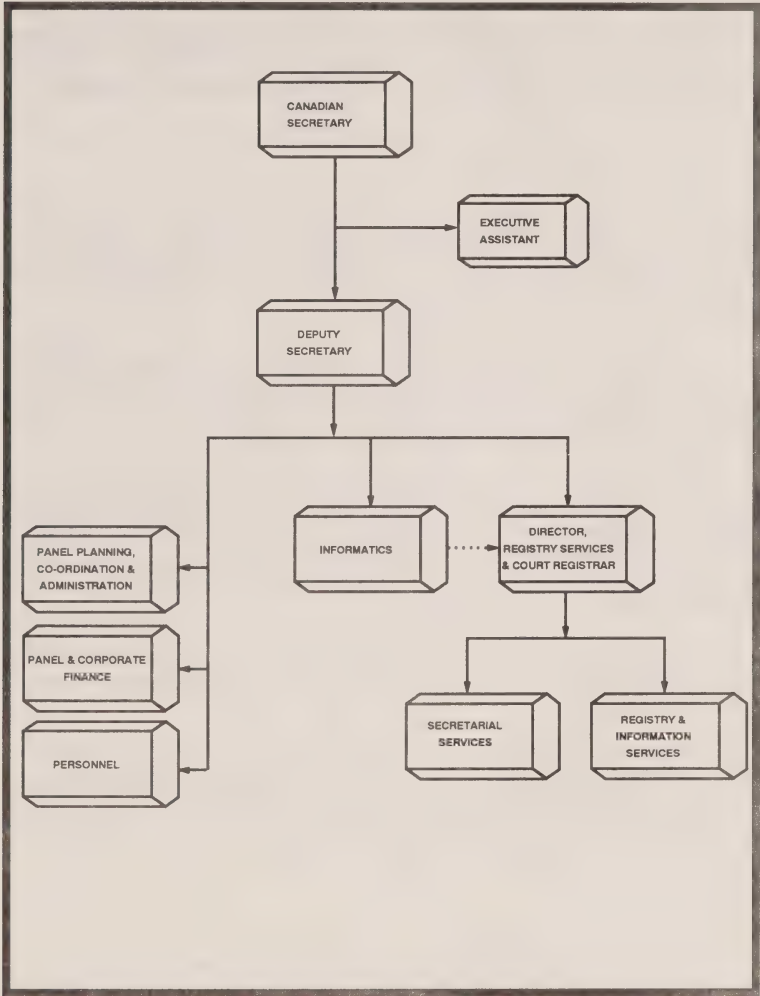 CANADIAN
SECRETARY
EXECUTIVE
ASSISTANT
DEPUTY
SECRETARY
PANEL PLANNING,
CO-ORDINATION &
ADMINISTRATION
INFORMATICS
DIRECTOR,
REGISTRY SERVICES
& COURT REGISTRAR
PANEL & CORPORATE
FINANCE
PERSONNEL
SECRETARIAL
SERVICES
REGISTRY &
INFORMATION
SERVICES